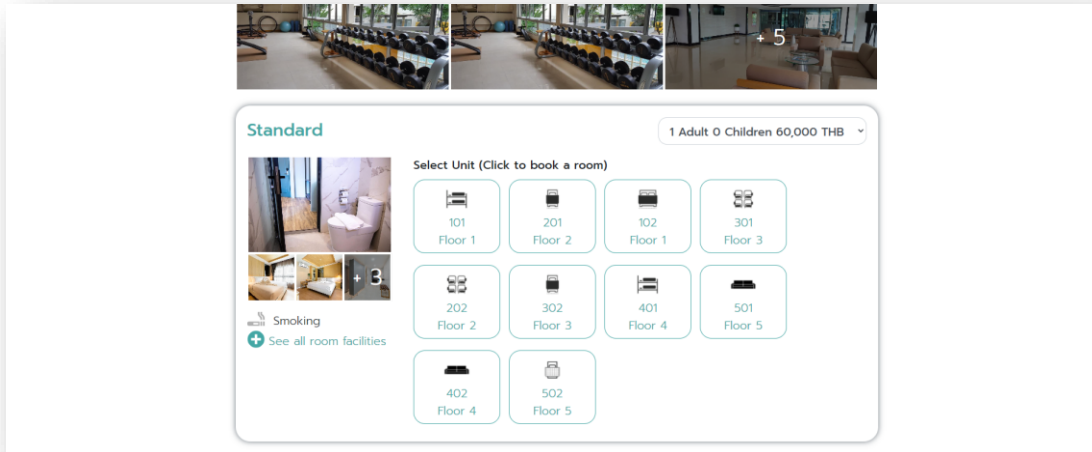 + 5
Standard
1 Adult 0 Children 60,000 THB
Select Unit (Click to book a room)
101
Floor 1
201
Floor 2
102
Floor 1
301
Floor 3
202
Floor 2
302
Floor 3
401
Floor 4
501
Floor 5
402
Floor 4
502
Floor 5
+ 3
Smoking
See all room facilities